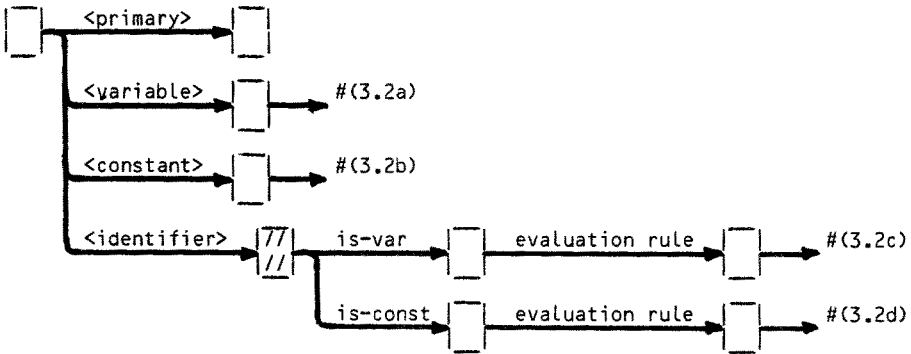 <primary>
<variable> #(3.2a)
<constant> #(3.2b)
<identifier> // // is-var evaluation rule #(3.2c)
is-const evaluation rule #(3.2d)